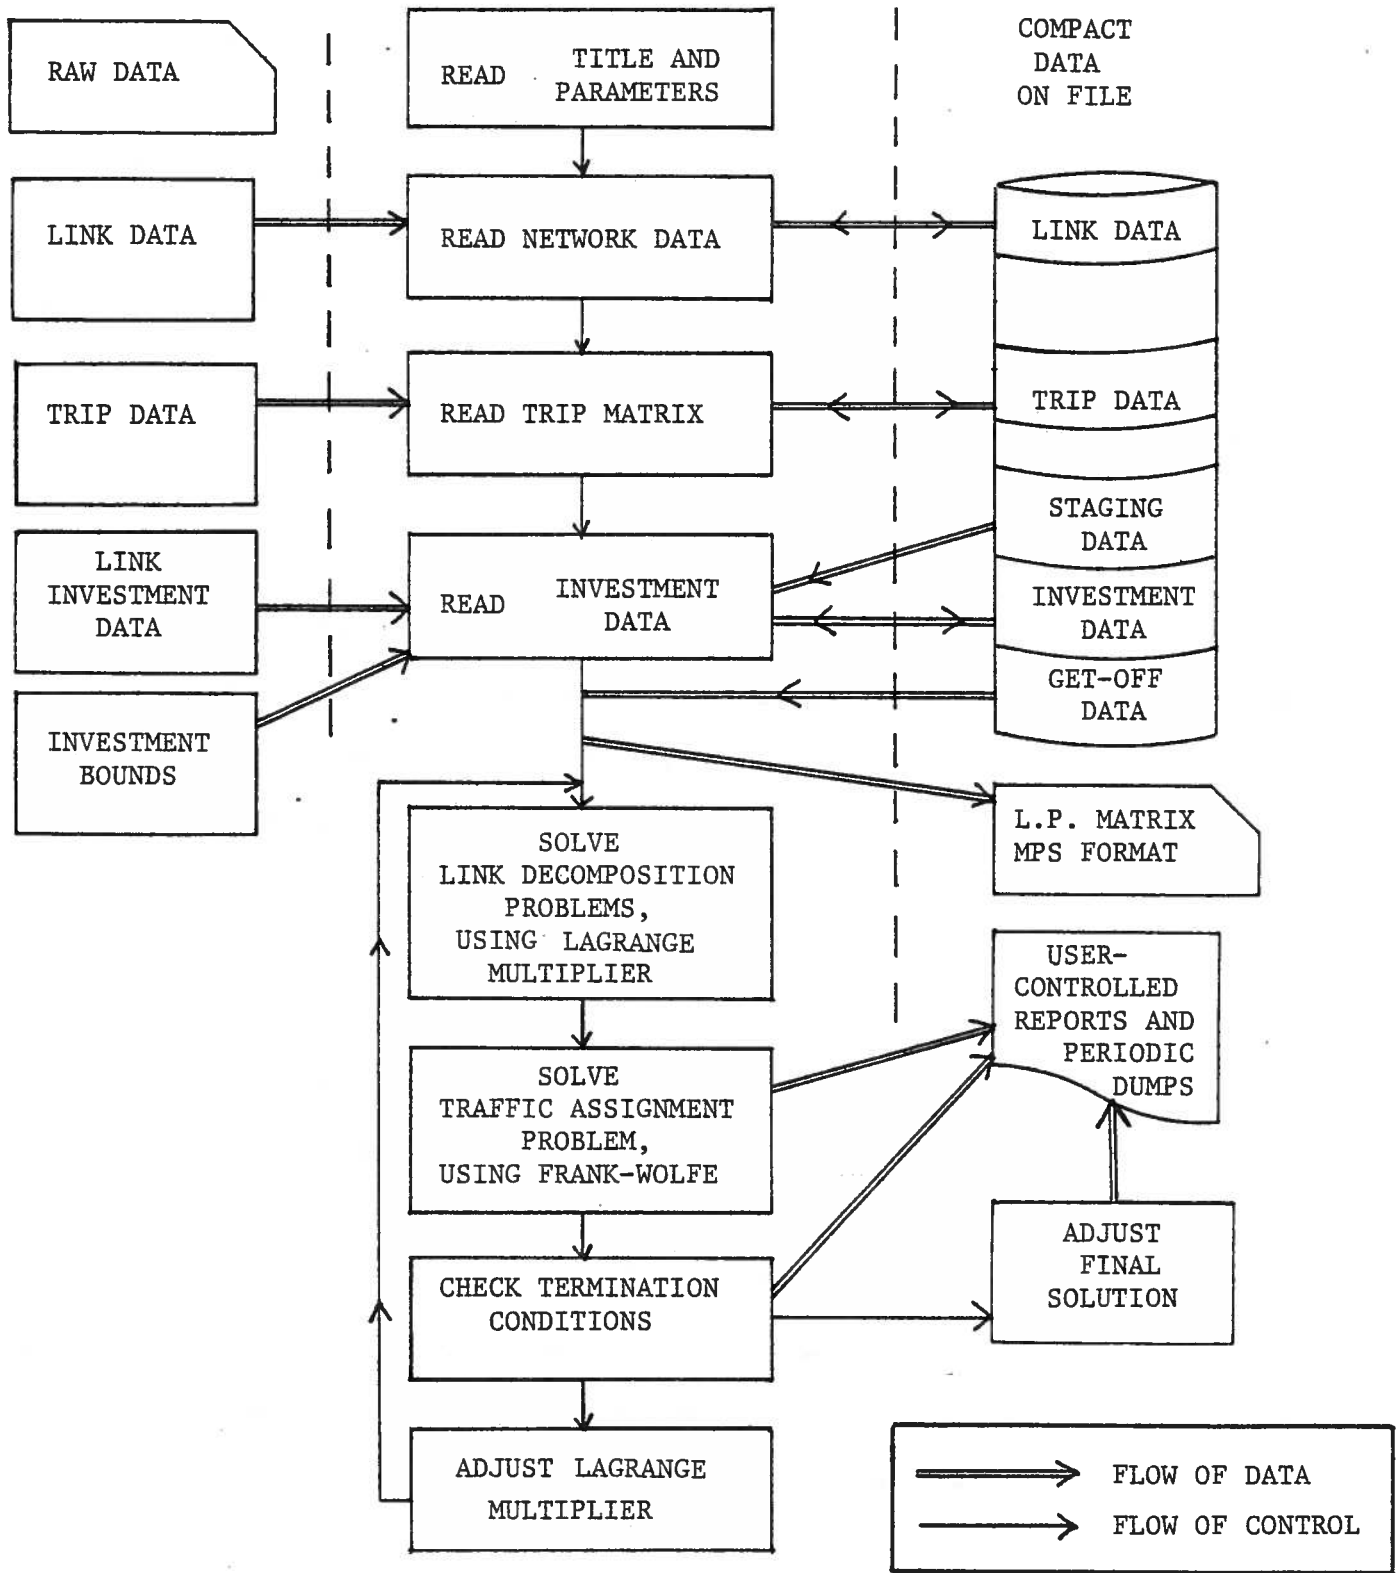 RAW DATA
READ TITLE AND
PARAMETERS
COMPACT
DATA
ON FILE
LINK DATA
READ NETWORK DATA
LINK DATA
TRIP DATA
READ TRIP MATRIX
TRIP DATA
STAGING
DATA
LINK
INVESTMENT
DATA
READ INVESTMENT
DATA
INVESTMENT
DATA
GET-OFF
DATA
INVESTMENT
BOUNDS
L.P. MATRIX
MPS FORMAT
SOLVE
LINK DECOMPOSITION
PROBLEMS,
USING LAGRANGE
MULTIPLIER
USER-
CONTROLLED
REPORTS AND
PERIODIC
DUMPS
SOLVE
TRAFFIC ASSIGNMENT
PROBLEM,
USING FRANK-WOLFE
ADJUST
FINAL
SOLUTION
CHECK TERMINATION
CONDITIONS
ADJUST LAGRANGE
MULTIPLIER
FLOW OF DATA
FLOW OF CONTROL